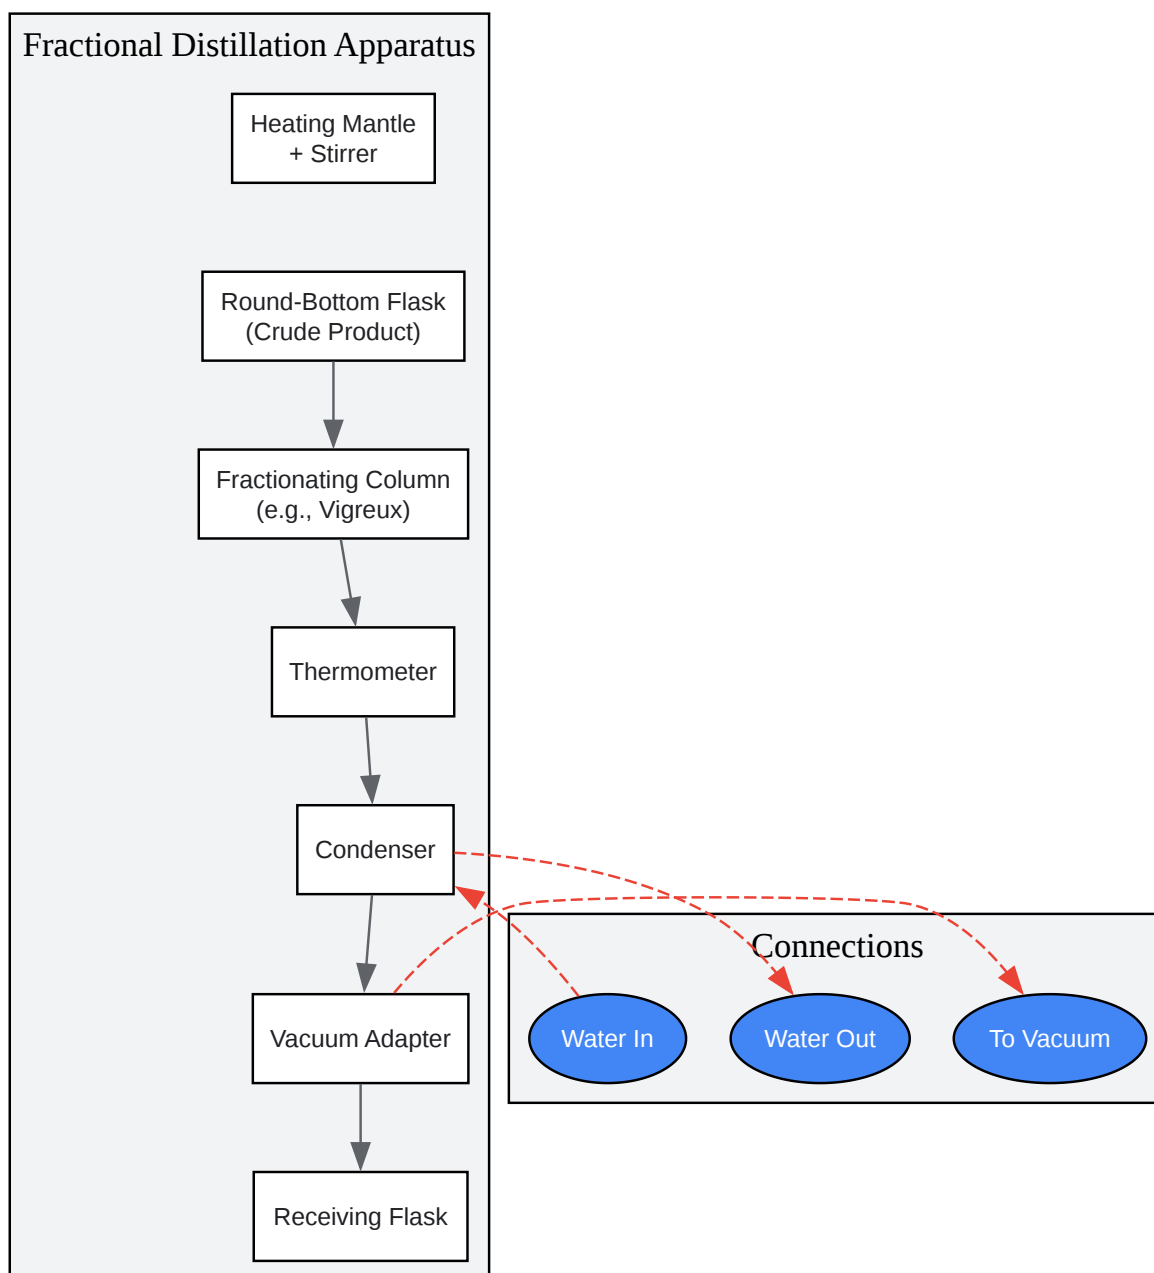 Fractional Distillation Apparatus
Heating Mantle
+ Stirrer
Round-Bottom Flask
(Crude Product)
Fractionating Column
(e.g., Vigreux)
Thermometer
Condenser
Connections
Vacuum Adapter
Water In
Water Out
To Vacuum
Receiving Flask